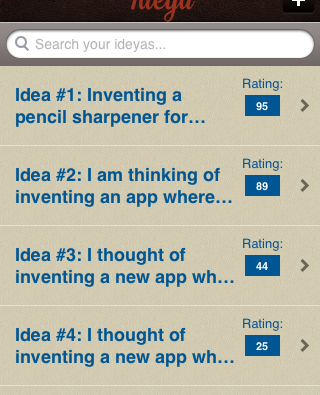 Ideya
Search your ideyas...
Idea #1: Inventing a
pencil sharpener for…
Rating:
95
Idea #2: I am thinking of
inventing an app where…
Rating:
89
Idea #3: I thought of
inventing a new app wh…
Rating:
44
Idea #4: I thought of
inventing a new app wh…
Rating:
25